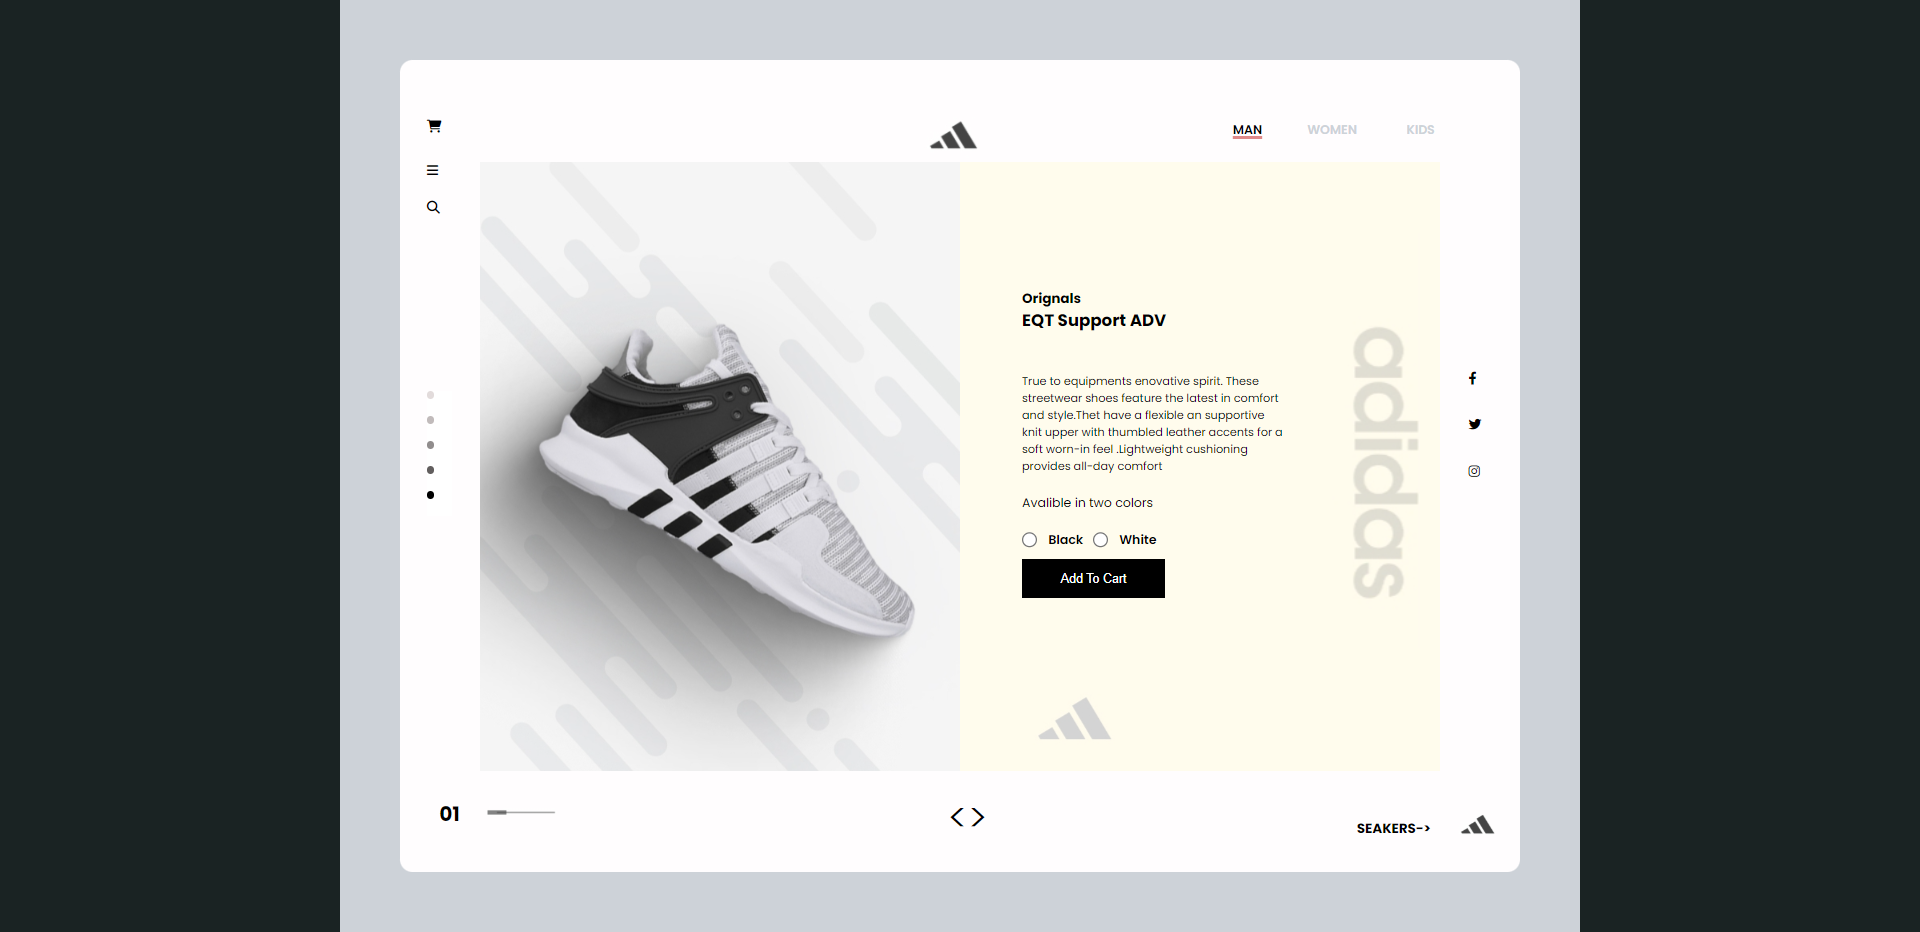 MAN WOMEN KIDS
Orignals
EQT Support ADV
True to equipments enovative spirit. These
streetwear shoes feature the latest in comfort
and style.Thet have a flexible an supportive
knit upper with thumbled leather accents for a
soft worn-in feel .Lightweight cushioning
provides all-day comfort
Avalible in two colors
Black White
Add To Cart
adidas
01
< >
SEAKERS->